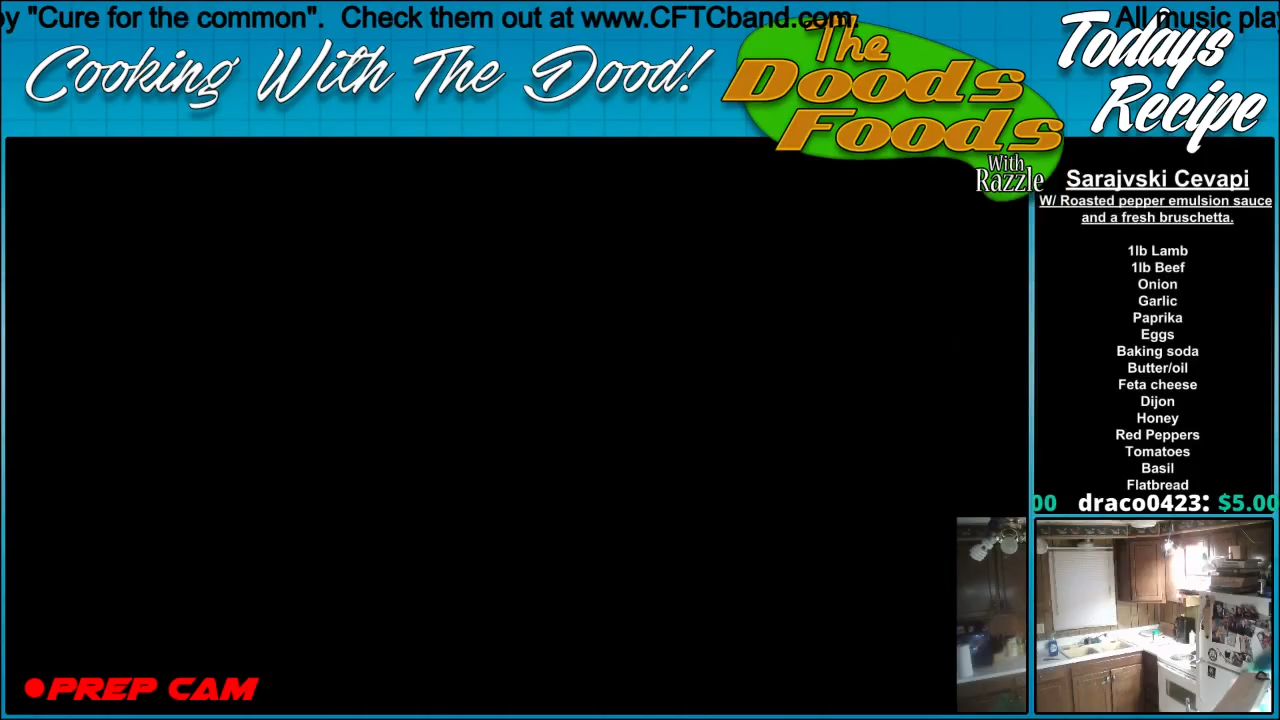 y "Cure for the common".  Check them out at www.CFTCband.com.
All music play
Cooking With The Dood!
The
Doods
Foods
With
Razzle
Todays
Recipe
Sarajvski Cevapi
W/ Roasted pepper emulsion sauce
and a fresh bruschetta.
1lb Lamb
1lb Beef
Onion
Garlic
Paprika
Eggs
Baking soda
Butter/oil
Feta cheese
Dijon
Honey
Red Peppers
Tomatoes
Basil
Flatbread
00 draco0423: $5.00
PREP CAM